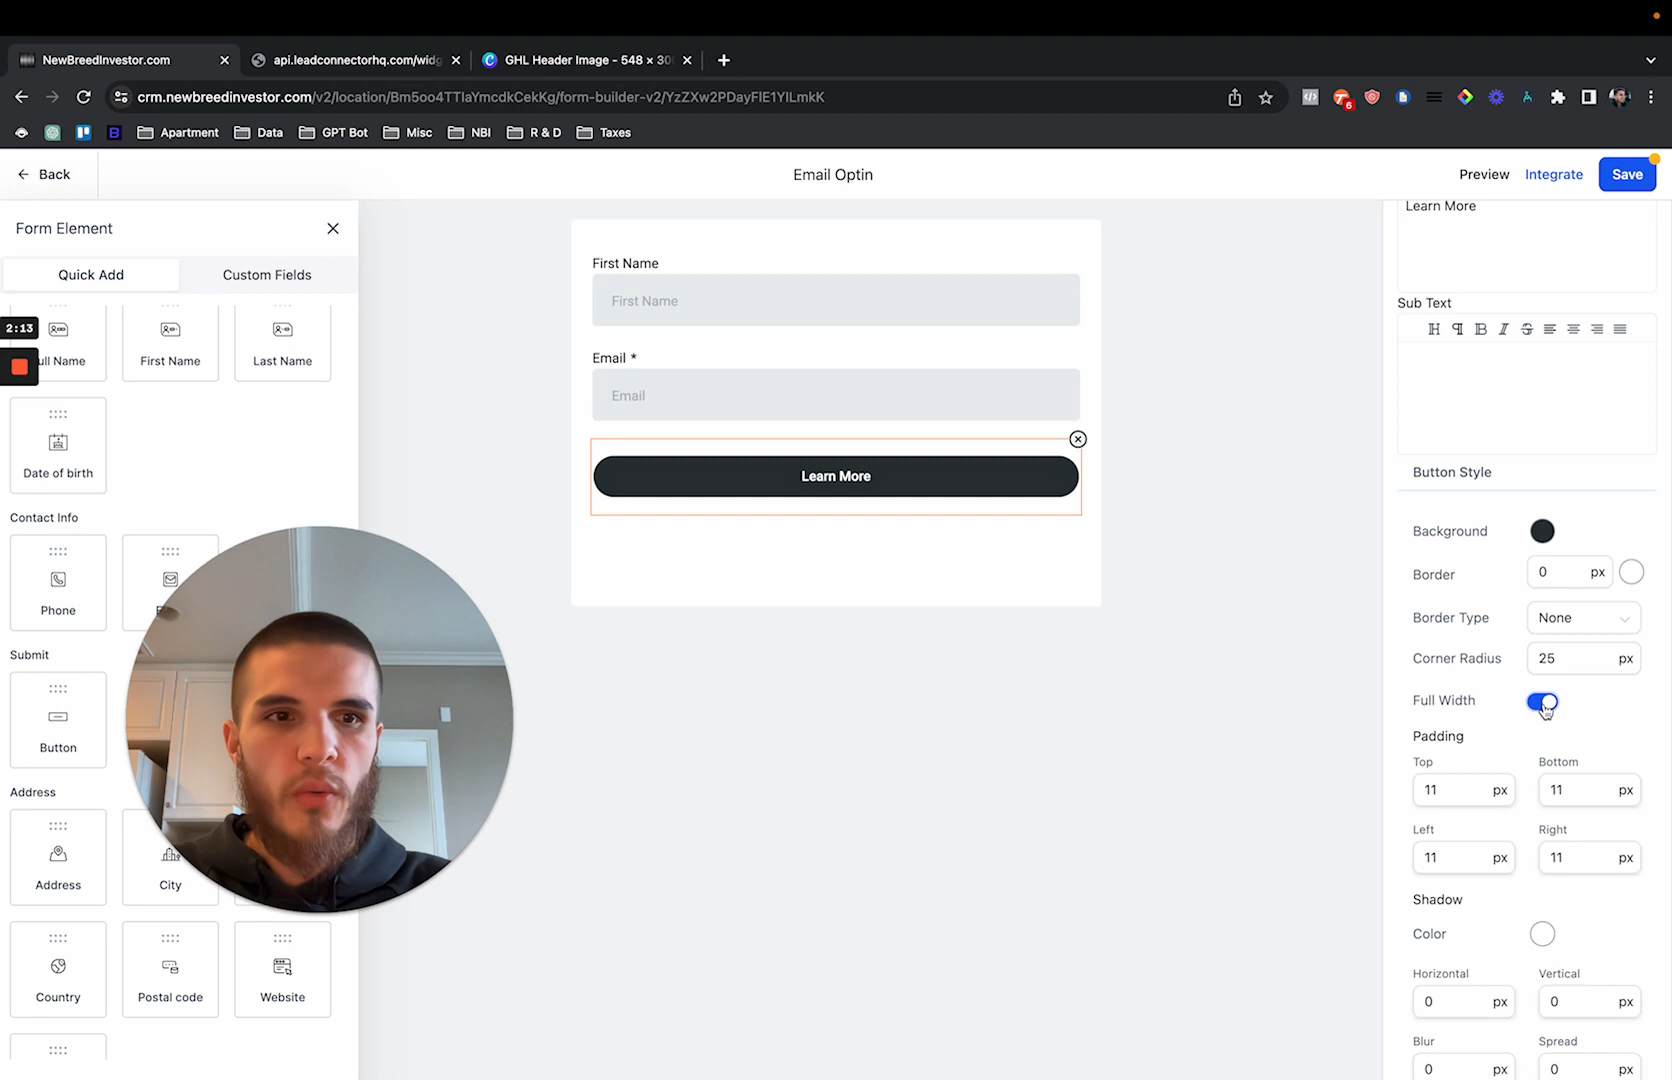 NewBreedInvestor.com
api.leadconnectorhq.com/widg
GHL Header Image - 548 × 30
crm.newbreedinvestor.com/v2/location/Bm5oo4TTIaYmcdkCekKg/form-builder-v2/YzZXw2PDayFlE1YILmkK
6
Apartment
Data
GPT Bot
Misc
NBI
R & D
Taxes
Back
Email Optin
Preview
Integrate
Save
Form Element
Quick Add
Custom Fields
2:13
ull Name
First Name
Last Name
Date of birth
Contact Info
Phone
Submit
Button
Address
Address
City
Country
Postal code
Website
First Name
First Name
Email *
Email
Learn More
Learn More
Sub Text
Button Style
Background
Border
0 px
Border Type
None
Corner Radius
25 px
Full Width
Padding
Top
Bottom
11 px
11 px
Left
Right
11 px
11 px
Shadow
Color
Horizontal
Vertical
0 px
0 px
Blur
Spread
0 px
0 px